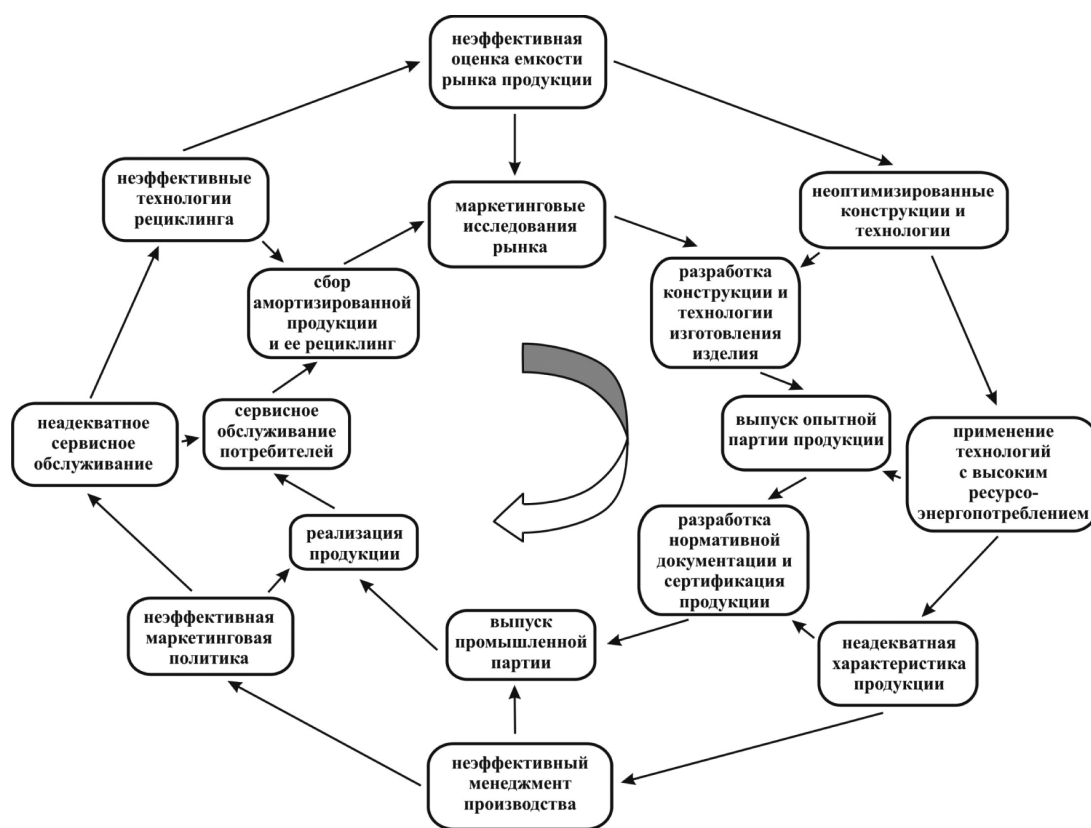 неэффективная
оценка емкости
рынка продукции
неэффективные
технологии
рециклинга
маркетинговые
исследования
рынка
неоптимизированные
конструкции и
технологии
сбор
амортизированной
продукции
и ее рециклинг
разработка
конструкции и
технологии
изготовления
изделия
неадекватное
сервисное
обслуживание
сервисное
обслуживание
потребителей
выпуск опытной
партии продукции
применение
технологий
с высоким
ресурсо-
энергопотреблением
реализация
продукции
разработка
нормативной
документации и
сертификация
продукции
неэффективная
маркетинговая
политика
выпуск
промышленной
партии
неадекватная
характеристика
продукции
неэффективный
менеджмент
производства